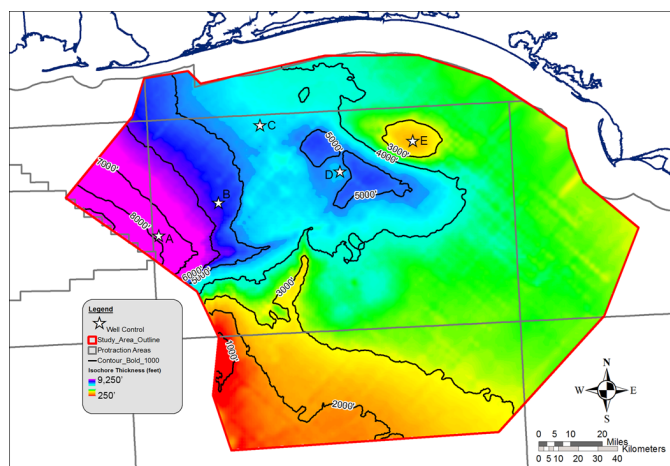 C
5000'
E
3000'
4000'
7000'
D
B
5000'
8000'
A
6000'
5000'
3000'
Legend
Well Control
Study_Area_Outline
Protraction Areas
Contour_Bold_1000
Isochore Thickness (feet)
9,250'
250'
1000'
2000'
N
W E
S
0 5 10 20
Miles
Kilometers
0 5 10 20 30 40